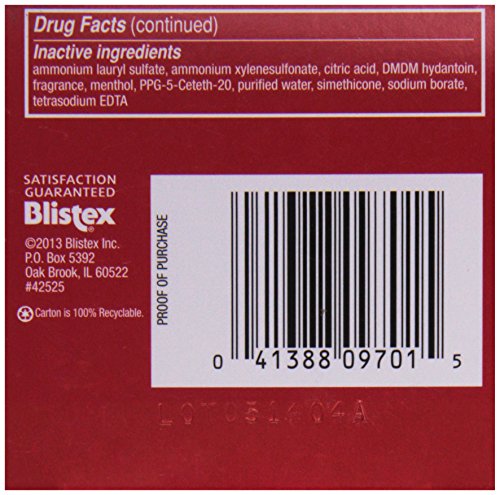 Drug Facts (continued)
Inactive ingredients
ammonium lauryl sulfate, ammonium xylenesulfonate, citric acid, DMDM hydantoin,
fragrance, menthol, PPG-5-Ceteth-20, purified water, simethicone, sodium borate,
tetrasodium EDTA
SATISFACTION
GUARANTEED
Blistex®
©2013 Blistex Inc.
P.O. Box 5392
Oak Brook, IL 60522
#42525
Carton is 100% Recyclable.
PROOF OF PURCHASE
0 41388 09701 5